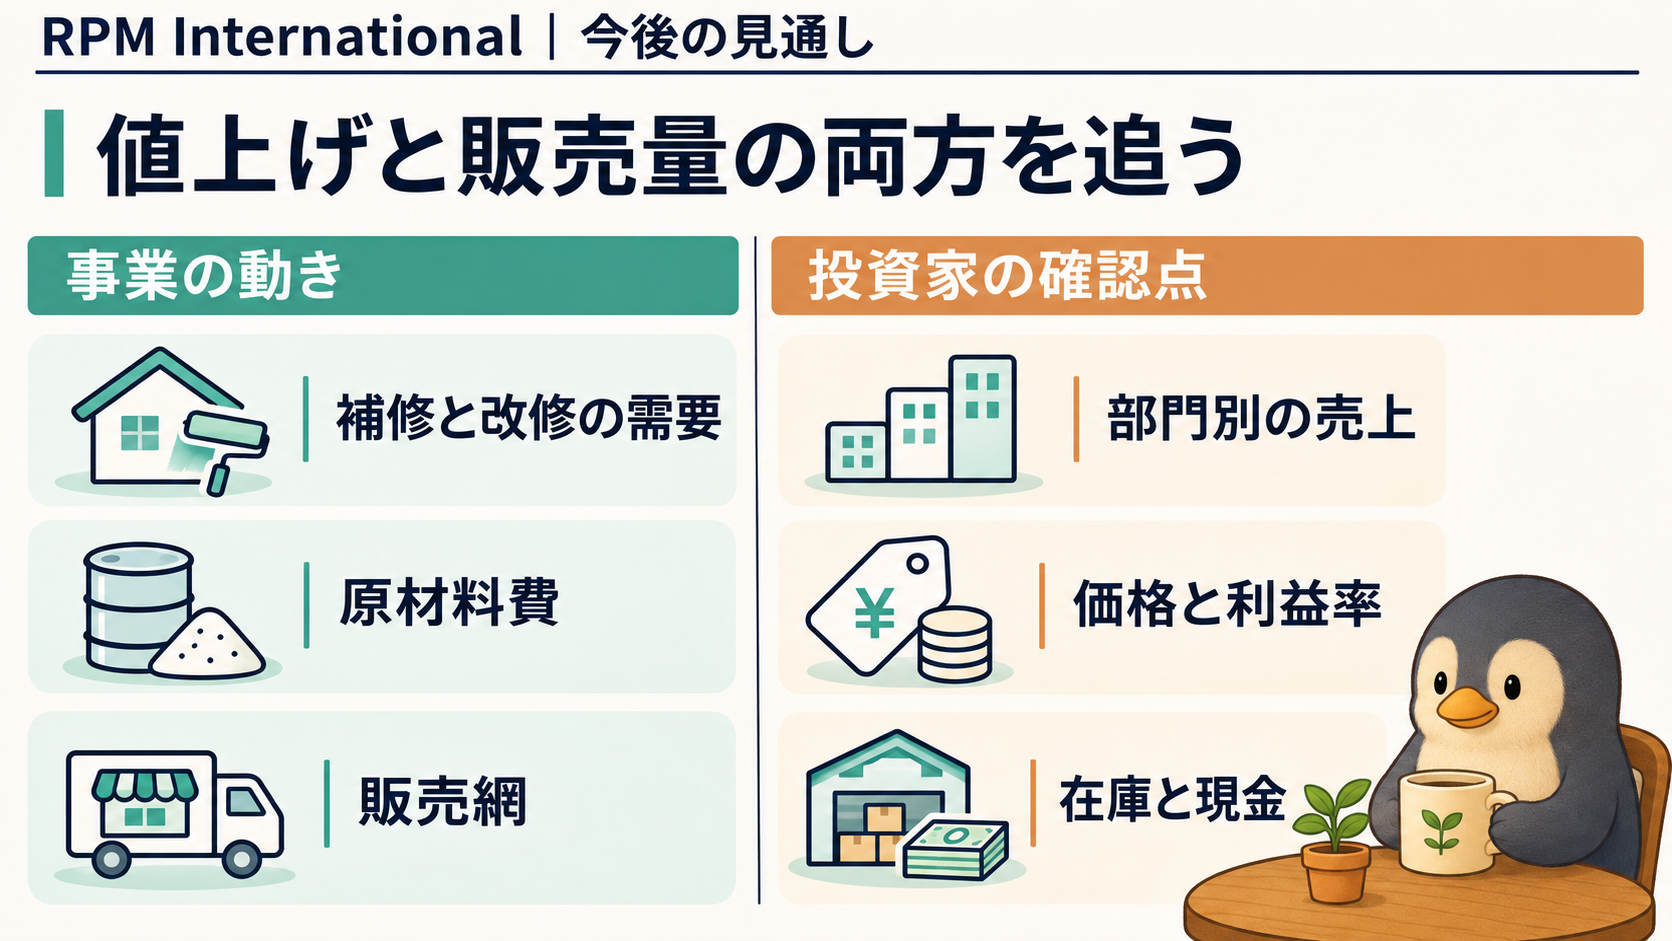 RPM International｜今後の見通し
値上げと販売量の両方を追う
事業の動き
補修と改修の需要
原材料費
販売網
投資家の確認点
部門別の売上
¥
価格と利益率
在庫と現金